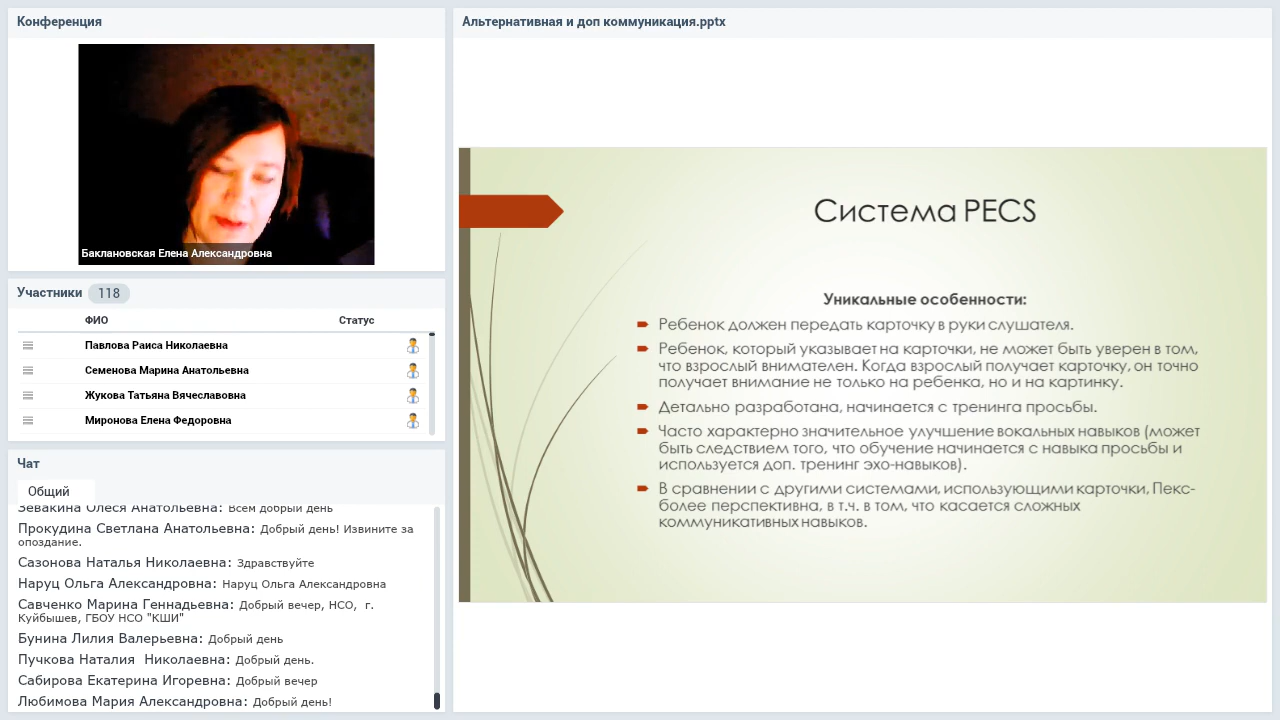 Конференция
Баклановская Елена Александровна
Участники 118
ФИО Статус
Павлова Раиса Николаевна
Семенова Марина Анатольевна
Жукова Татьяна Вячеславовна
Миронова Елена Федоровна
Чат
Общий
Зевакина Олеся Анатольевна: Всем добрый день
Прокудина Светлана Анатольевна: Добрый день! Извините за
опоздание.
Сазонова Наталья Николаевна: Здравствуйте
Наруц Ольга Александровна: Наруц Ольга Александровна
Савченко Марина Геннадьевна: Добрый вечер, НСО, г.
Куйбышев, ГБОУ НСО "КШИ"
Бунина Лилия Валерьевна: Добрый день
Пучкова Наталия Николаевна: Добрый день.
Сабирова Екатерина Игоревна: Добрый вечер
Любимова Мария Александровна: Добрый день!
Альтернативная и доп коммуникация.pptx
Система PECS
Уникальные особенности:
Ребенок должен передать карточку в руки слушателя.
Ребенок, который указывает на карточки, не может быть уверен в том,
что взрослый внимателен. Когда взрослый получает карточку, он точно
получает внимание не только на ребенка, но и на картинку.
Детально разработана, начинается с тренинга просьбы.
Часто характерно значительное улучшение вокальных навыков (может
быть следствием того, что обучение начинается с навыка просьбы и
используется доп. тренинг эхо-навыков).
В сравнении с другими системами, использующими карточки, Пекс-
более перспективна, в т.ч. в том, что касается сложных
коммуникативных навыков.